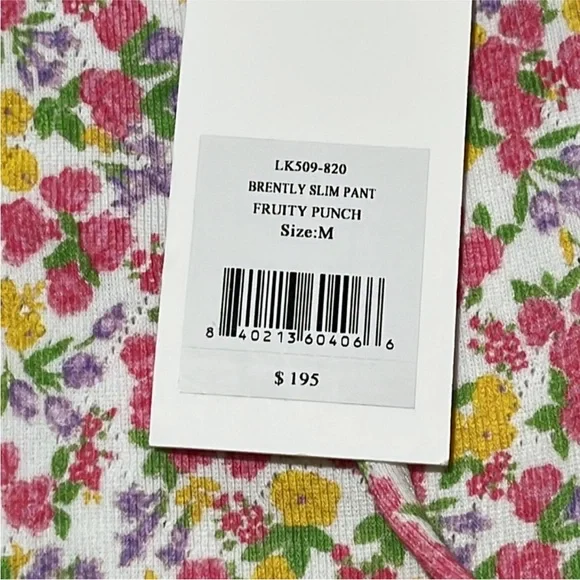 LK509-820
BRENTLY SLIM PANT
FRUITY PUNCH
Size:M
8 40213 60406 6
$ 195